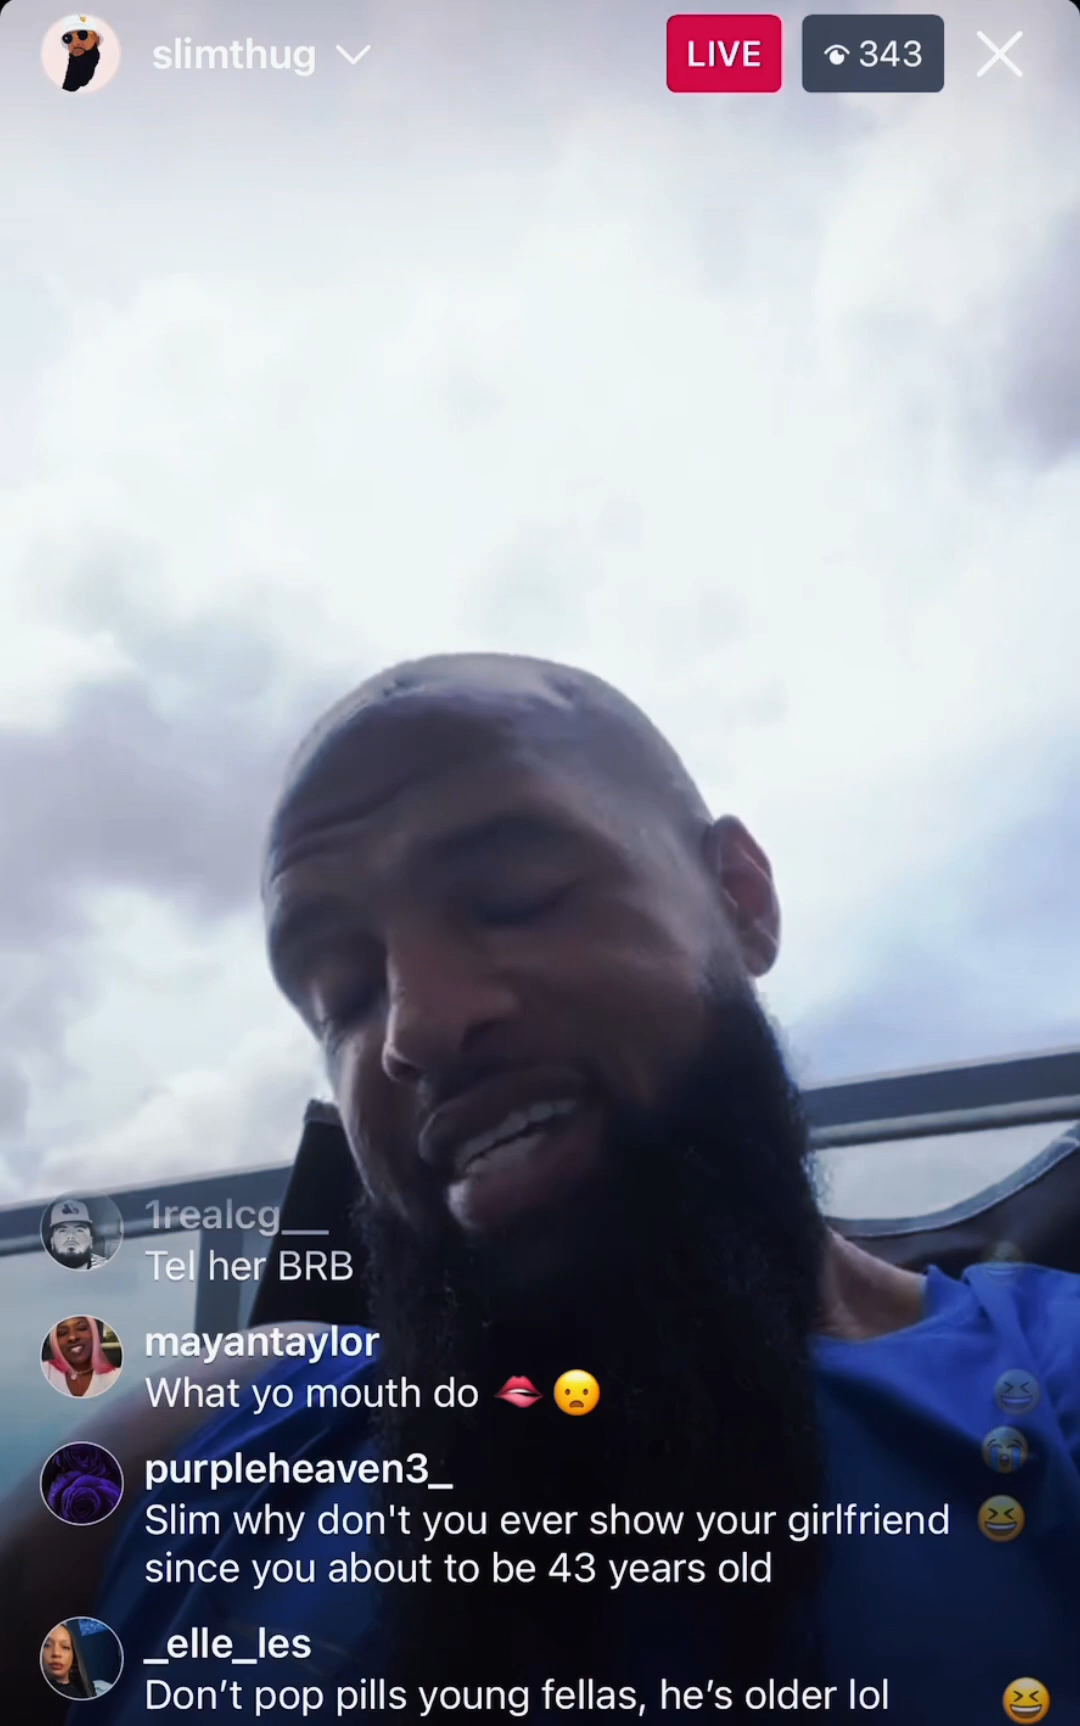 slimthug
LIVE
343
1realcg__
Tel her BRB
mayantaylor
What yo mouth do 🫦😦
purpleheaven3_
Slim why don't you ever show your girlfriend
since you about to be 43 years old
_elle_les
Don’t pop pills young fellas, he’s older lol